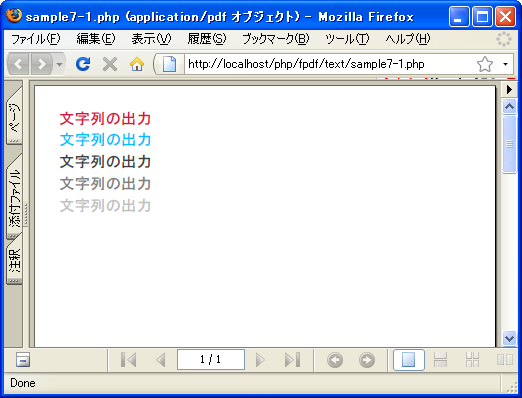 sample7-1.php (application/pdf オブジェクト) - Mozilla Firefox
ファイル(F) 編集(E) 表示(V) 履歴(S) ブックマーク(B) ツール(T) ヘルプ(H)
http://localhost/php/fpdf/text/sample7-1.php
ページ
添付ファイル
注釈
文字列の出力
文字列の出力
文字列の出力
文字列の出力
文字列の出力
1 / 1
Done